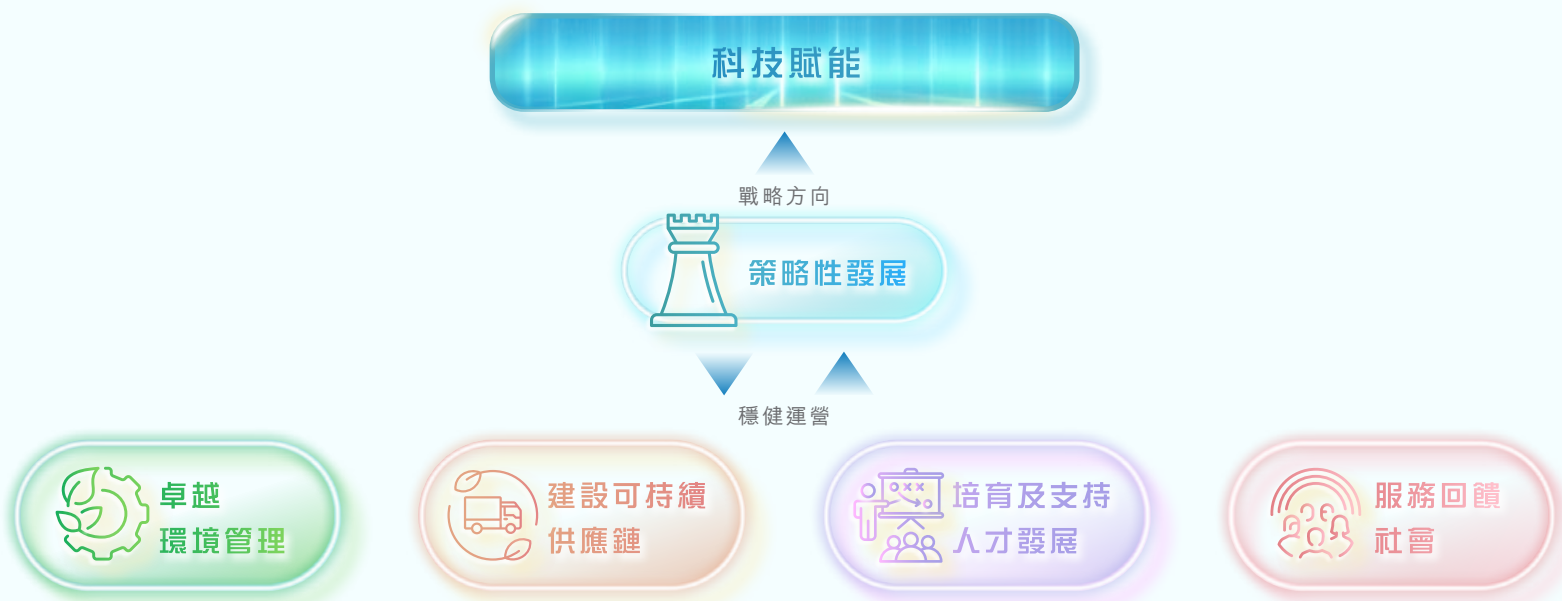 科技賦能
戰略方向
策略性發展
穩健運營
卓越
環境管理
建設可持續
供應鏈
培育及支持
人才發展
服務回饋
社會